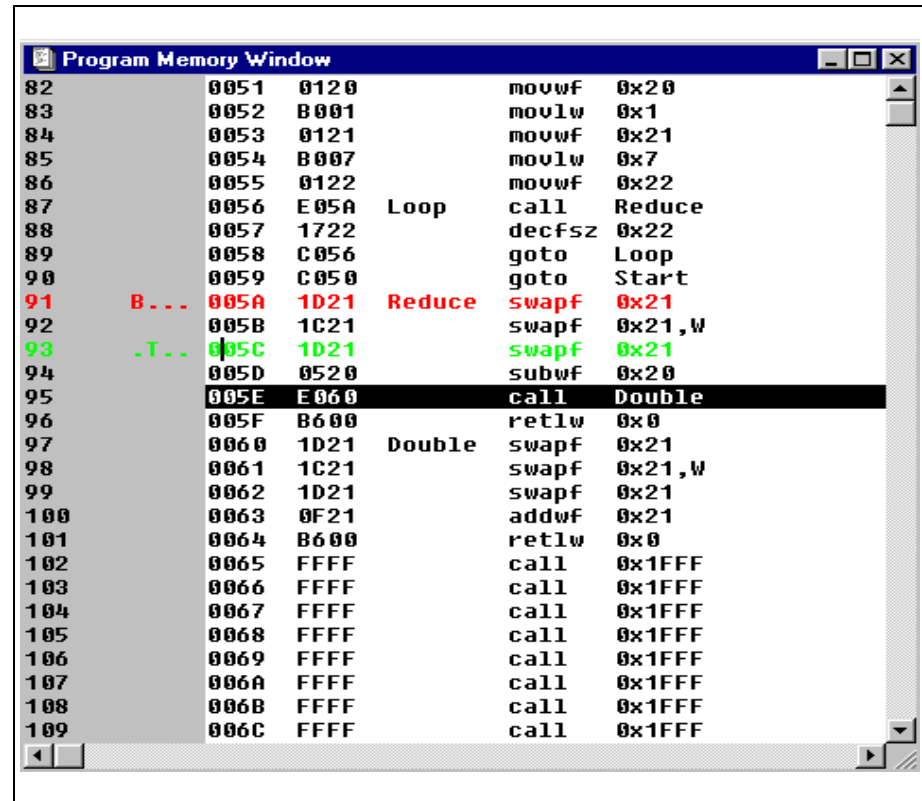 Program Memory Window
82 0051 0120 movwf 0x20
83 0052 B001 movlw 0x1
84 0053 0121 movwf 0x21
85 0054 B007 movlw 0x7
86 0055 0122 movwf 0x22
87 0056 E05A Loop call Reduce
88 0057 1722 decfsz 0x22
89 0058 C056 goto Loop
90 0059 C050 goto Start
91 B... 005A 1D21 Reduce swapf 0x21
92 005B 1C21 swapf 0x21,W
93 .T.. 005C 1D21 swapf 0x21
94 005D 0520 subwf 0x20
95 005E E060 call Double
96 005F B600 retlw 0x0
97 0060 1D21 Double swapf 0x21
98 0061 1C21 swapf 0x21,W
99 0062 1D21 swapf 0x21
100 0063 0F21 addwf 0x21
101 0064 B600 retlw 0x0
102 0065 FFFF call 0x1FFF
103 0066 FFFF call 0x1FFF
104 0067 FFFF call 0x1FFF
105 0068 FFFF call 0x1FFF
106 0069 FFFF call 0x1FFF
107 006A FFFF call 0x1FFF
108 006B FFFF call 0x1FFF
109 006C FFFF call 0x1FFF